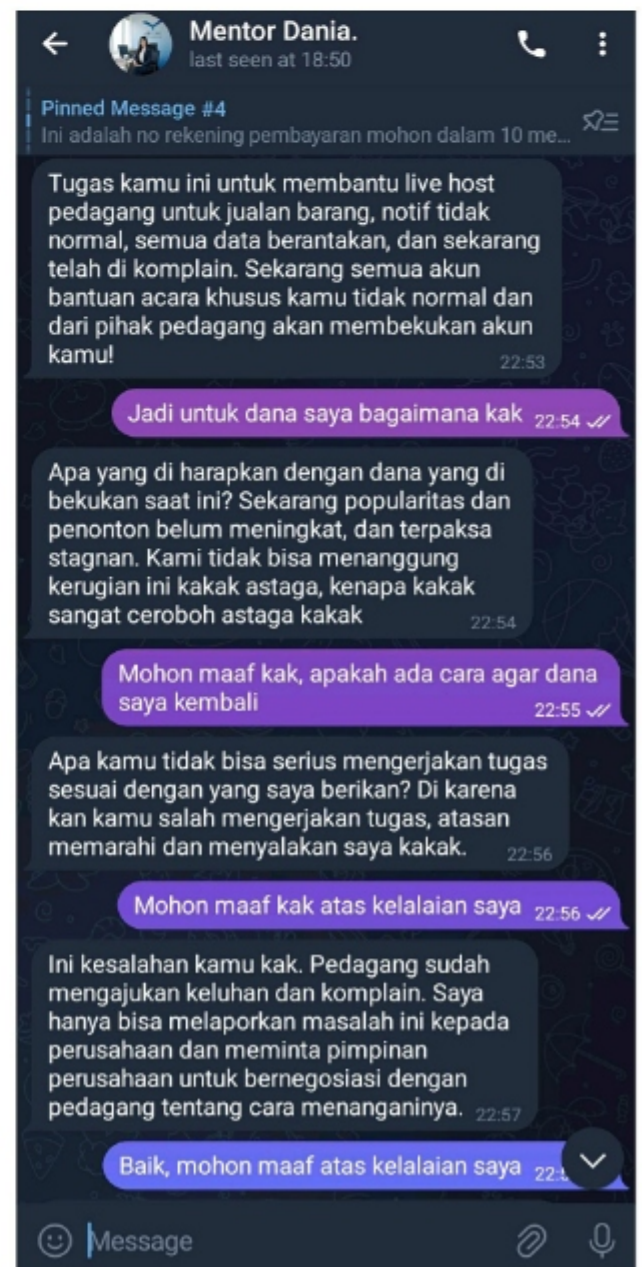 Mentor Dania.
last seen at 18:50
Pinned Message #4
Ini adalah no rekening pembayaran mohon dalam 10 me...
Tugas kamu ini untuk membantu live host
pedagang untuk jualan barang, notif tidak
normal, semua data berantakan, dan sekarang
telah di komplain. Sekarang semua akun
bantuan acara khusus kamu tidak normal dan
dari pihak pedagang akan membekukan akun
kamu!
22:53
Jadi untuk dana saya bagaimana kak 22:54
Apa yang di harapkan dengan dana yang di
bekukan saat ini? Sekarang popularitas dan
penonton belum meningkat, dan terpaksa
stagnan. Kami tidak bisa menanggung
kerugian ini kakak astaga, kenapa kakak
sangat ceroboh astaga kakak 22:54
Mohon maaf kak, apakah ada cara agar dana
saya kembali 22:55
Apa kamu tidak bisa serius mengerjakan tugas
sesuai dengan yang saya berikan? Di karena
kan kamu salah mengerjakan tugas, atasan
memarahi dan menyalakan saya kakak. 22:56
Mohon maaf kak atas kelalaian saya 22:56
Ini kesalahan kamu kak. Pedagang sudah
mengajukan keluhan dan komplain. Saya
hanya bisa melaporkan masalah ini kepada
perusahaan dan meminta pimpinan
perusahaan untuk bernegosiasi dengan
pedagang tentang cara menanganinya. 22:57
Baik, mohon maaf atas kelalaian saya
Message